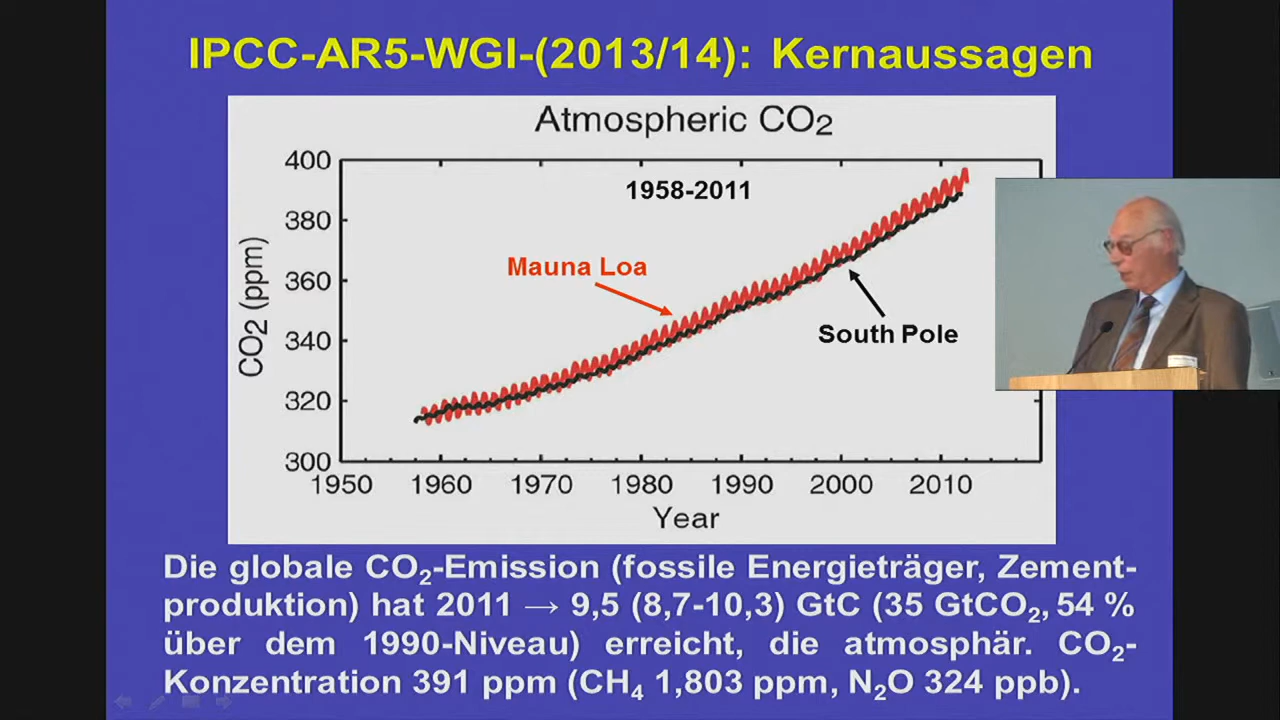 IPCC-AR5-WGI-(2013/14): Kernaussagen
Atmospheric CO2
400
1958-2011
380
Mauna Loa
360
CO2 (ppm)
340
South Pole
320
300
1950 1960 1970 1980 1990 2000 2010
Year
Die globale CO₂-Emission (fossile Energieträger, Zement-
produktion) hat 2011 → 9,5 (8,7-10,3) GtC (35 GtCO₂, 54 %
über dem 1990-Niveau) erreicht, die atmosphär. CO₂-
Konzentration 391 ppm (CH₄ 1,803 ppm, N₂O 324 ppb).